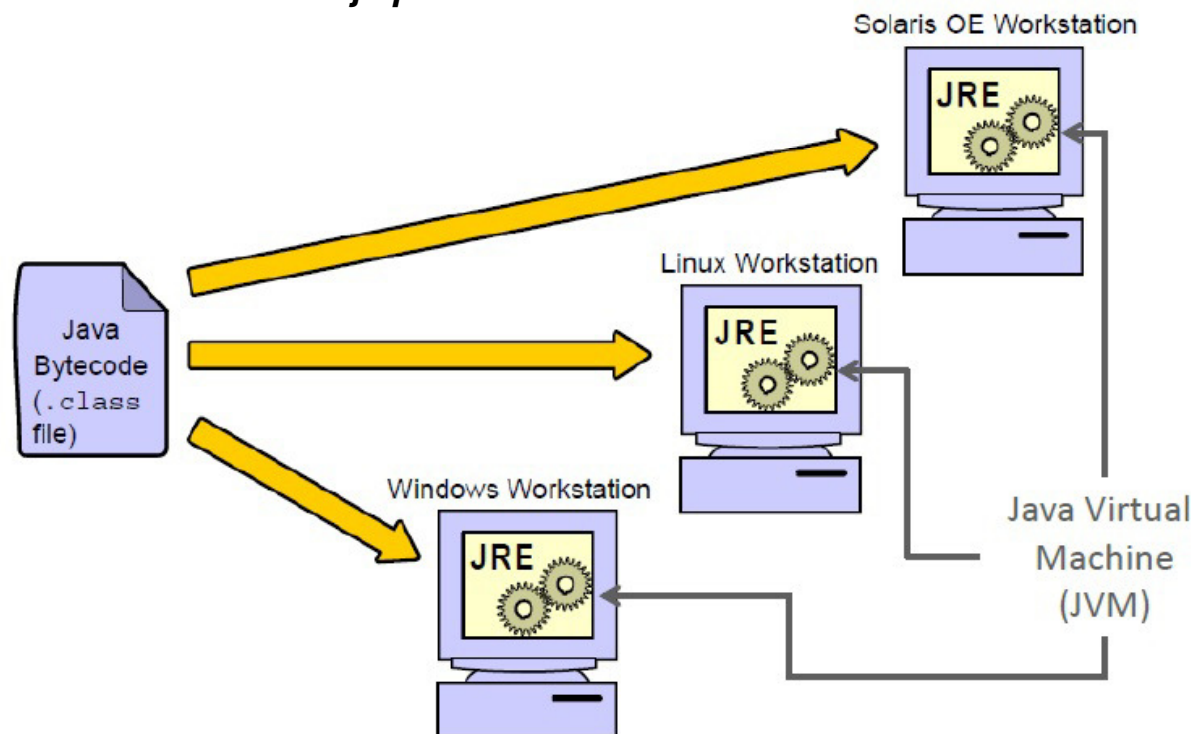 Solaris OE Workstation
JRE
Linux Workstation
JRE
Java
Bytecode
(.class
file)
Windows Workstation
JRE
Java Virtual
Machine
(JVM)